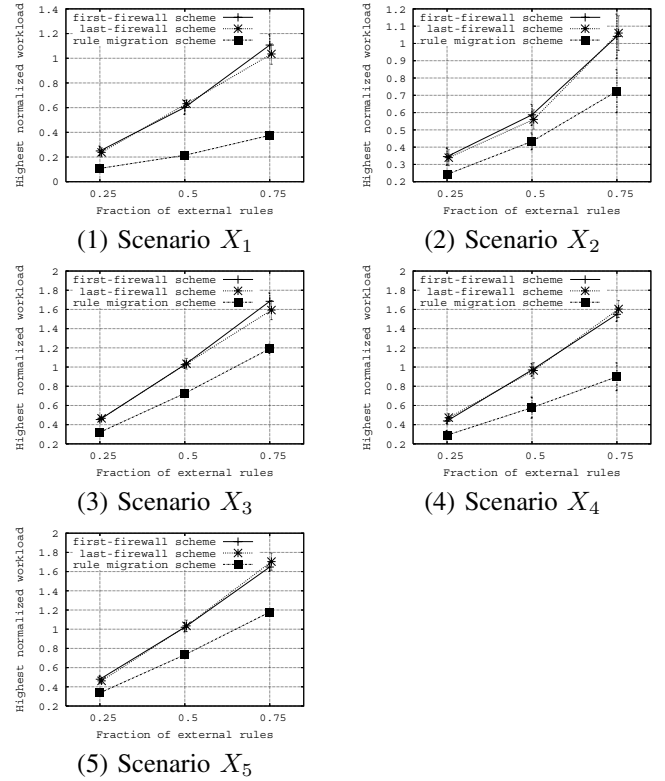 1.4
1.2
1
0.8
0.6
0.4
0.2
0
Highest normalized workload
first-firewall scheme
last-firewall scheme
rule migration scheme
0.25 0.5 0.75
Fraction of external rules
(1) Scenario X1
1.2
1.1
1
0.9
0.8
0.7
0.6
0.5
0.4
0.3
0.2
Highest normalized workload
first-firewall scheme
last-firewall scheme
rule migration scheme
0.25 0.5 0.75
Fraction of external rules
(2) Scenario X2
2
1.8
1.6
1.4
1.2
1
0.8
0.6
0.4
0.2
Highest normalized workload
first-firewall scheme
last-firewall scheme
rule migration scheme
0.25 0.5 0.75
Fraction of external rules
(3) Scenario X3
2
1.8
1.6
1.4
1.2
1
0.8
0.6
0.4
0.2
Highest normalized workload
first-firewall scheme
last-firewall scheme
rule migration scheme
0.25 0.5 0.75
Fraction of external rules
(4) Scenario X4
2
1.8
1.6
1.4
1.2
1
0.8
0.6
0.4
0.2
Highest normalized workload
first-firewall scheme
last-firewall scheme
rule migration scheme
0.25 0.5 0.75
Fraction of external rules
(5) Scenario X5